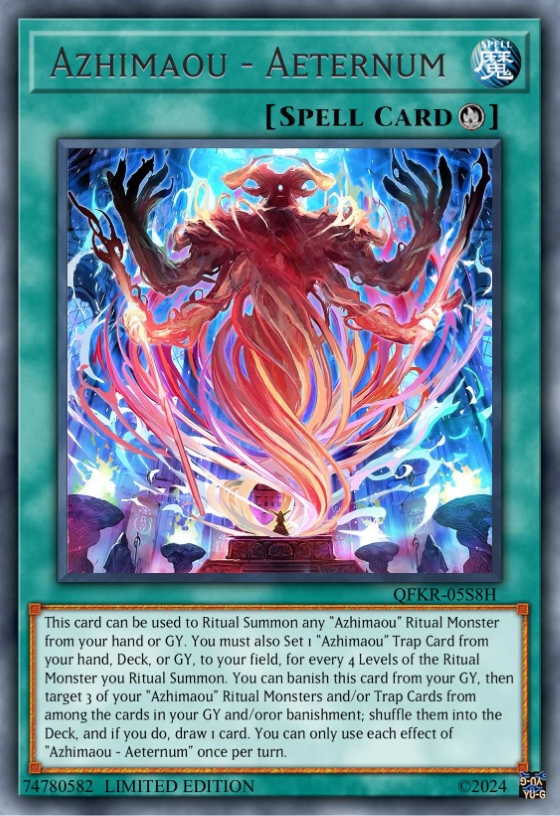 Azhimaou - Aeternum
SPELL
魔
[Spell Card]
QFKR-05S8H
This card can be used to Ritual Summon any "Azhimaou" Ritual Monster
from your hand or GY. You must also Set 1 "Azhimaou" Trap Card from
your hand, Deck, or GY, to your field, for every 4 Levels of the Ritual
Monster you Ritual Summon. You can banish this card from your GY, then
target 3 of your "Azhimaou" Ritual Monsters and/or Trap Cards from
among the cards in your GY and/oror banishment; shuffle them into the
Deck, and if you do, draw 1 card. You can only use each effect of
"Azhimaou - Aeternum" once per turn.
74780582 LIMITED EDITION
©2024
YU-G